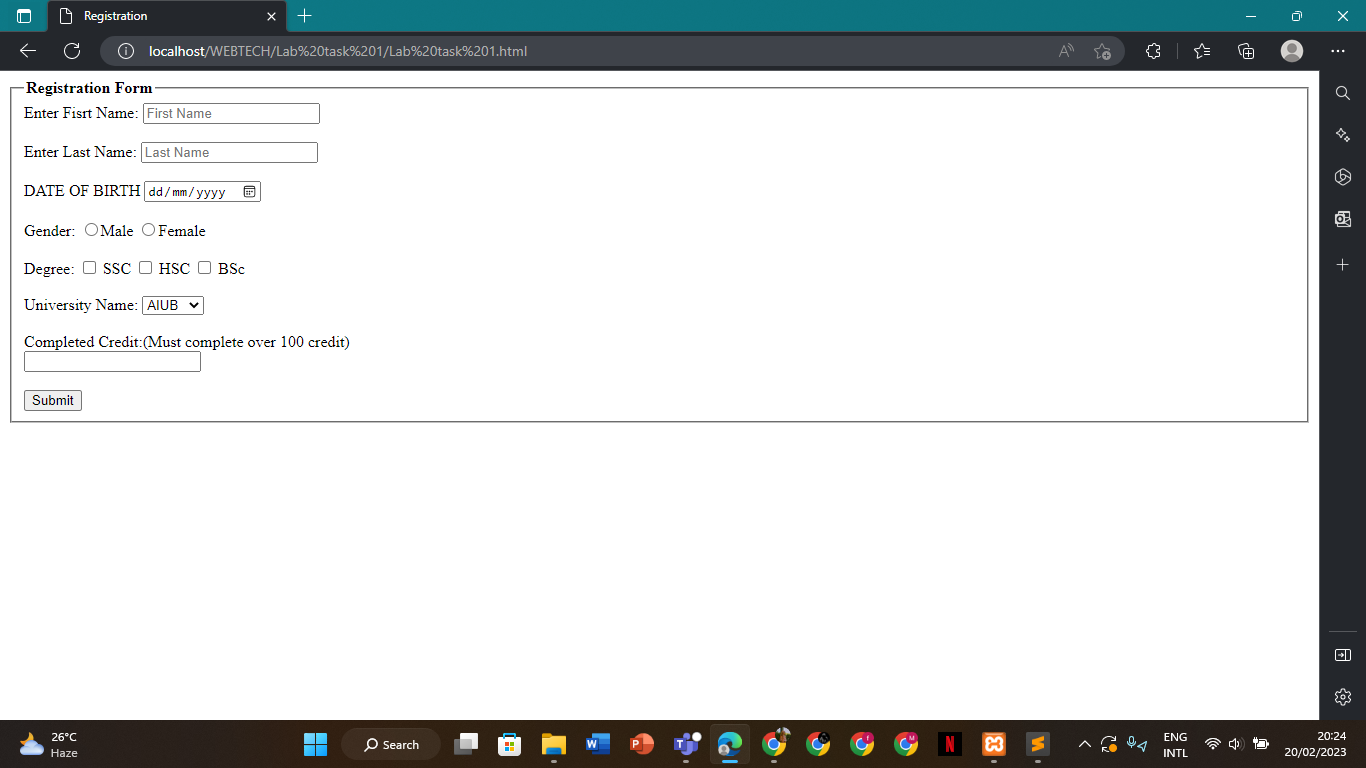 Registration
localhost/WEBTECH/Lab%20task%201/Lab%20task%201.html
Registration Form
Enter Fisrt Name: First Name
Enter Last Name: Last Name
DATE OF BIRTH dd/mm/yyyy
Gender: Male Female
Degree: SSC HSC BSc
University Name: AIUB
Completed Credit:(Must complete over 100 credit)
Submit
26°C
Haze
Search
ENG
INTL
20:24
20/02/2023